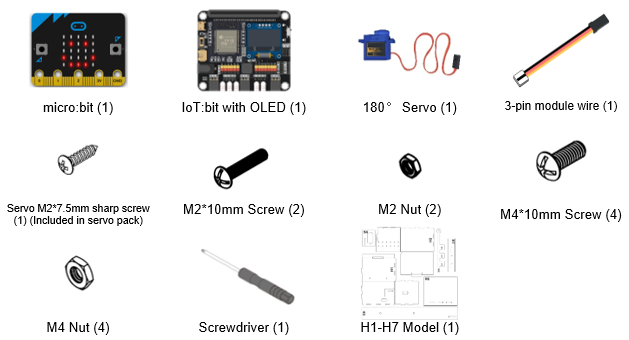 micro:bit (1)
IoT:bit with OLED (1)
180° Servo (1)
3-pin module wire (1)
Servo M2*7.5mm sharp screw
(1) (Included in servo pack)
M2*10mm Screw (2)
M2 Nut (2)
M4*10mm Screw (4)
M4 Nut (4)
Screwdriver (1)
H1-H7 Model (1)